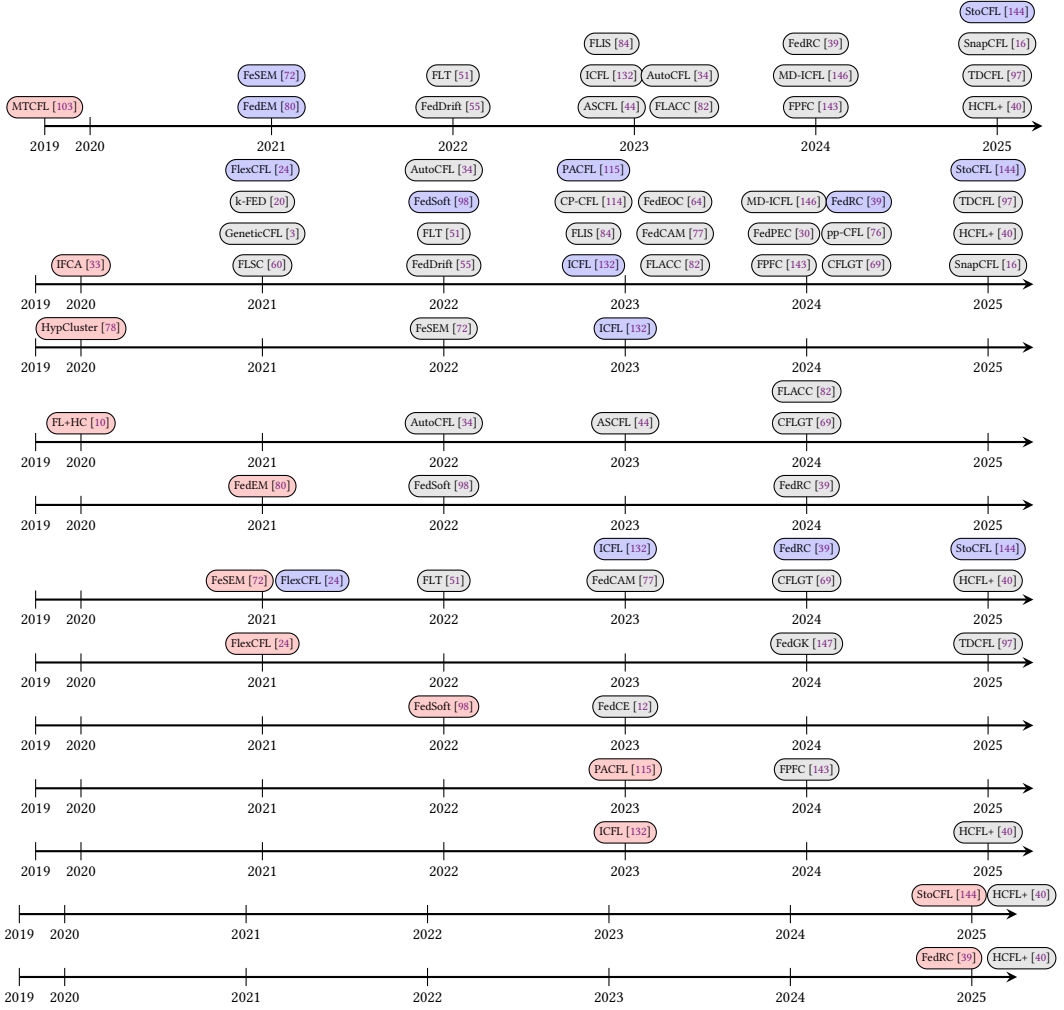 StoCFL [144]
FLIS [84] FedRC [39] SnapCFL [16]
FeSEM [72] FLT [51] ICFL [132] AutoCFL [34] MD-ICFL [146] TDCFL [97]
MTCFL [103] FedEM [80] FedDrift [55] ASCFL [44] FLACC [82] FPFC [143] HCFL+ [40]
2019 2020 2021 2022 2023 2024 2025
FlexCFL [24] AutoCFL [34] PACFL [115] StoCFL [144]
k-FED [20] FedSoft [98] CP-CFL [114] FedEOC [64] MD-ICFL [146] FedRC [39] TDCFL [97]
GeneticCFL [3] FLT [51] FLIS [84] FedCAM [77] FedPEC [30] pp-CFL [76] HCFL+ [40]
IFCA [33] FLSC [60] FedDrift [55] ICFL [132] FLACC [82] FPFC [143] CFLGT [69] SnapCFL [16]
2019 2020 2021 2022 2023 2024 2025
HypCluster [78] FeSEM [72] ICFL [132]
2019 2020 2021 2022 2023 2024 2025
FLACC [82]
FL+HC [10] AutoCFL [34] ASCFL [44] CFLGT [69]
2019 2020 2021 2022 2023 2024 2025
FedEM [80] FedSoft [98] FedRC [39]
2019 2020 2021 2022 2023 2024 2025
ICFL [132] FedRC [39] StoCFL [144]
FeSEM [72] FlexCFL [24] FLT [51] FedCAM [77] CFLGT [69] HCFL+ [40]
2019 2020 2021 2022 2023 2024 2025
FlexCFL [24] FedGK [147] TDCFL [97]
2019 2020 2021 2022 2023 2024 2025
FedSoft [98] FedCE [12]
2019 2020 2021 2022 2023 2024 2025
PACFL [115] FPFC [143]
2019 2020 2021 2022 2023 2024 2025
ICFL [132] HCFL+ [40]
2019 2020 2021 2022 2023 2024 2025
StoCFL [144] HCFL+ [40]
2019 2020 2021 2022 2023 2024 2025
FedRC [39] HCFL+ [40]
2019 2020 2021 2022 2023 2024 2025